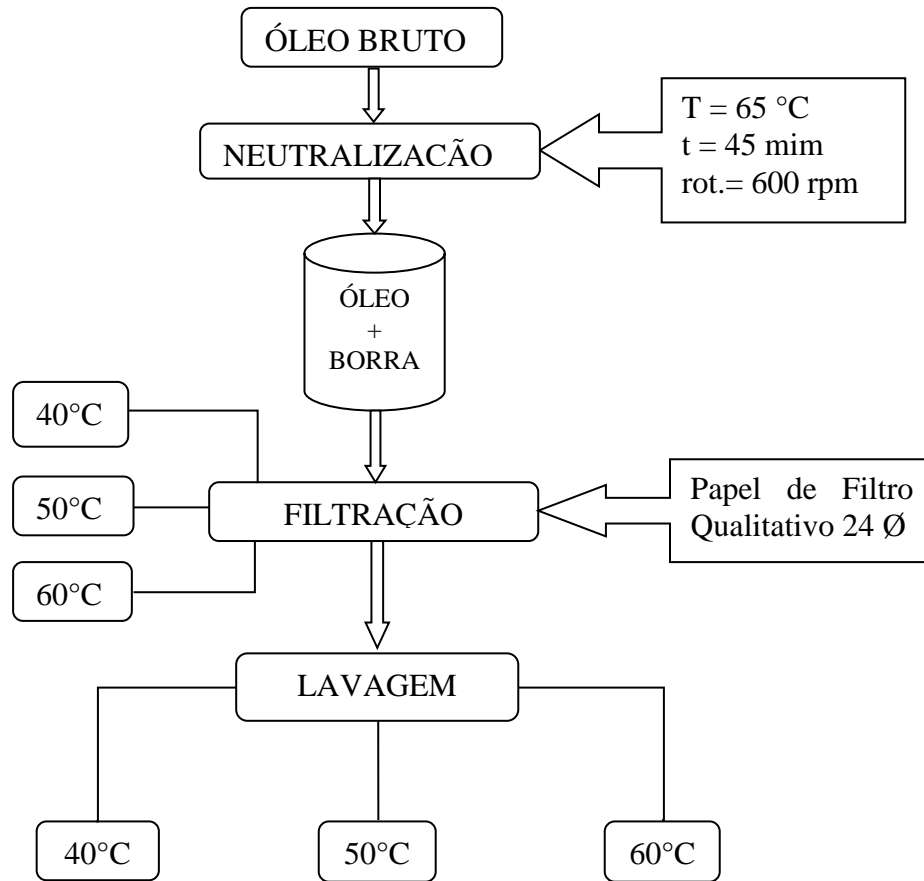 ÓLEO BRUTO
T = 65 °C
t = 45 mim
rot.= 600 rpm
NEUTRALIZACÃO
ÓLEO
+
BORRA
40°C
50°C
60°C
FILTRAÇÃO
Papel de Filtro
Qualitativo 24 Ø
LAVAGEM
40°C
50°C
60°C